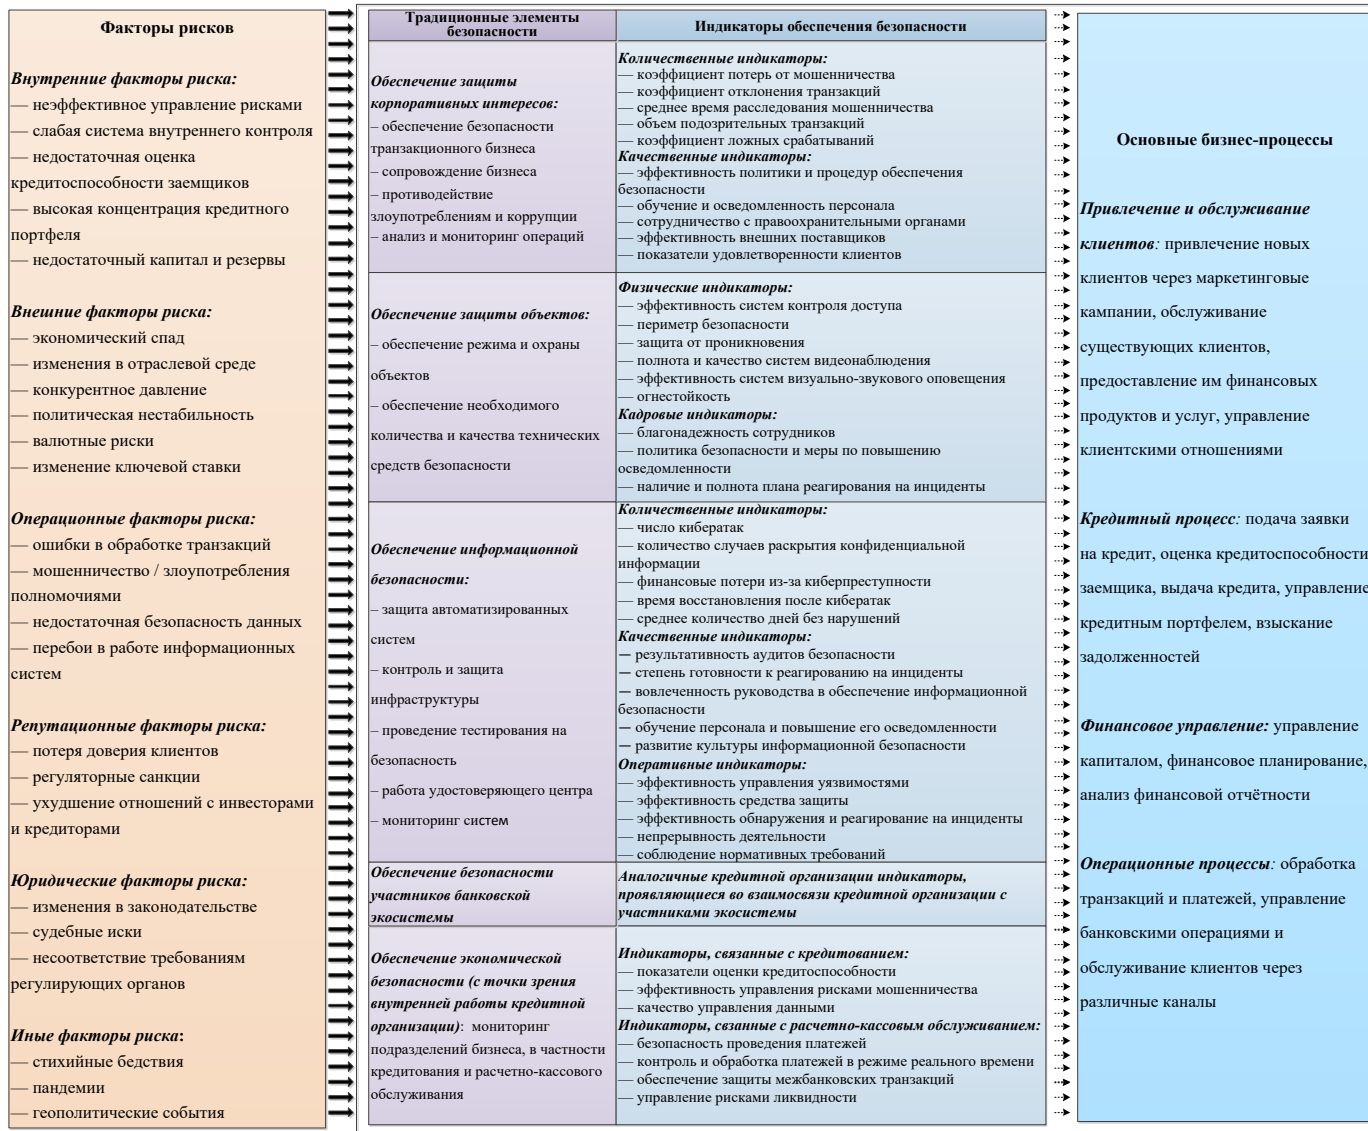 Факторы рисков
Внутренние факторы риска:
— неэффективное управление рисками
— слабая система внутреннего контроля
— недостаточная оценка
кредитоспособности заемщиков
— высокая концентрация кредитного
портфеля
— недостаточный капитал и резервы
Внешние факторы риска:
— экономический спад
— изменения в отраслевой среде
— конкурентное давление
— политическая нестабильность
— валютные риски
— изменение ключевой ставки
Операционные факторы риска:
— ошибки в обработке транзакций
— мошенничество / злоупотребления
полномочиями
— недостаточная безопасность данных
— перебои в работе информационных
систем
Репутационные факторы риска:
— потеря доверия клиентов
— регуляторные санкции
— ухудшение отношений с инвесторами
и кредиторами
Юридические факторы риска:
— изменения в законодательстве
— судебные иски
— несоответствие требованиям
регулирующих органов
Иные факторы риска:
— стихийные бедствия
— пандемии
— геополитические события
Традиционные элементы
безопасности
Индикаторы обеспечения безопасности
Обеспечение защиты
корпоративных интересов:
– обеспечение безопасности
транзакционного бизнеса
– сопровождение бизнеса
– противодействие
злоупотреблениям и коррупции
– анализ и мониторинг операций
Количественные индикаторы:
— коэффициент потерь от мошенничества
— коэффициент отклонения транзакций
— среднее время расследования мошенничества
— объем подозрительных транзакций
— коэффициент ложных срабатываний
Качественные индикаторы:
— эффективность политики и процедур обеспечения
безопасности
— обучение и осведомленность персонала
— сотрудничество с правоохранительными органами
— эффективность внешних поставщиков
— показатели удовлетворенности клиентов
Обеспечение защиты объектов:
– обеспечение режима и охраны
объектов
– обеспечение необходимого
количества и качества технических
средств безопасности
Физические индикаторы:
— эффективность систем контроля доступа
— периметр безопасности
— защита от проникновения
— полнота и качество систем видеонаблюдения
— эффективность систем визуально-звукового оповещения
— огнестойкость
Кадровые индикаторы:
— благонадежность сотрудников
— политика безопасности и меры по повышению
осведомленности
— наличие и полнота плана реагирования на инциденты
Обеспечение информационной
безопасности:
– защита автоматизированных
систем
– контроль и защита
инфраструктуры
– проведение тестирования на
безопасность
– работа удостоверяющего центра
– мониторинг систем
Количественные индикаторы:
— число кибератак
— количество случаев раскрытия конфиденциальной
информации
— финансовые потери из-за киберпреступности
— время восстановления после кибератак
— среднее количество дней без нарушений
Качественные индикаторы:
— результативность аудитов безопасности
— степень готовности к реагированию на инциденты
— вовлеченность руководства в обеспечение информационной
безопасности
— обучение персонала и повышение его осведомленности
— развитие культуры информационной безопасности
Оперативные индикаторы:
— эффективность управления уязвимостями
— эффективность средства защиты
— эффективность обнаружения и реагирование на инциденты
— непрерывность деятельности
— соблюдение нормативных требований
Обеспечение безопасности
участников банковской
экосистемы
Аналогичные кредитной организации индикаторы,
проявляющиеся во взаимосвязи кредитной организации с
участниками экосистемы
Обеспечение экономической
безопасности (с точки зрения
внутренней работы кредитной
организации): мониторинг
подразделений бизнеса, в частности
кредитования и расчетно-кассового
обслуживания
Индикаторы, связанные с кредитованием:
— показатели оценки кредитоспособности
— эффективность управления рисками мошенничества
— качество управления данными
Индикаторы, свзанные с расчетно-кассовым обслуживанием:
— безопасность проведения платежей
— контроль и обработка платежей в режиме реального времени
— обеспечение защиты межбанковских транзакций
— управление рисками ликвидности
Основные бизнес-процессы
Привлечение и обслуживание
клиентов: привлечение новых
клиентов через маркетинговые
кампании, обслуживание
существующих клиентов,
предоставление им финансовых
продуктов и услуг, управление
клиентскими отношениями
Кредитный процесс: подача заявки
на кредит, оценка кредитоспособности
заемщика, выдача кредита, управление
кредитным портфелем, взыскание
задолженностей
Финансовое управление: управление
капиталом, финансовое планирование,
анализ финансовой отчётности
Операционные процессы: обработка
транзакций и платежей, управление
банковскими операциями и
обслуживание клиентов через
различные каналы